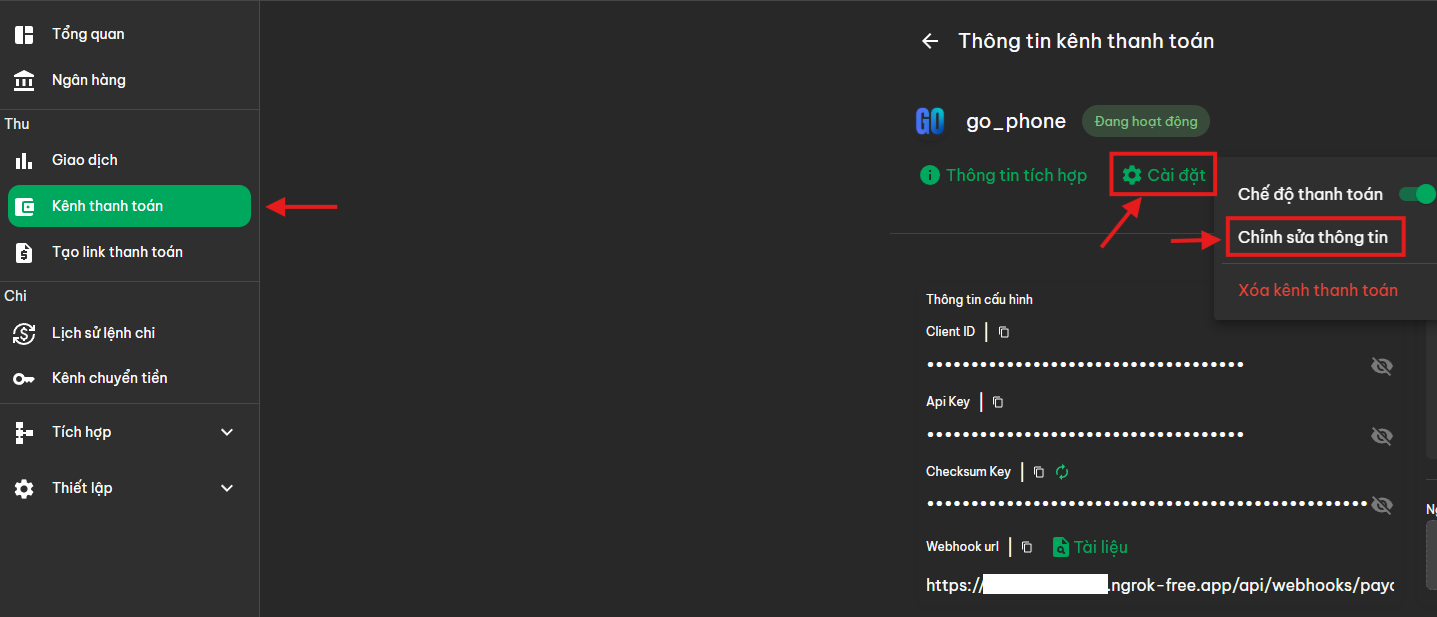 Tổng quan
Ngân hàng
Thu
Giao dịch
Kênh thanh toán
Tạo link thanh toán
Chi
Lịch sử lệnh chi
Kênh chuyển tiền
Tích hợp
Thiết lập
Thông tin kênh thanh toán
GO go_phone Đang hoạt động
Thông tin tích hợp Cài đặt
Chế độ thanh toán
Chỉnh sửa thông tin
Xóa kênh thanh toán
Thông tin cấu hình
Client ID
••••••••••••••••••••••••••••••••••••
Api Key
••••••••••••••••••••••••••••••••••••
Checksum Key
••••••••••••••••••••••••••••••••••••••••••••••••••
Webhook url Tài liệu
https:// .ngrok-free.app/api/webhooks/payo